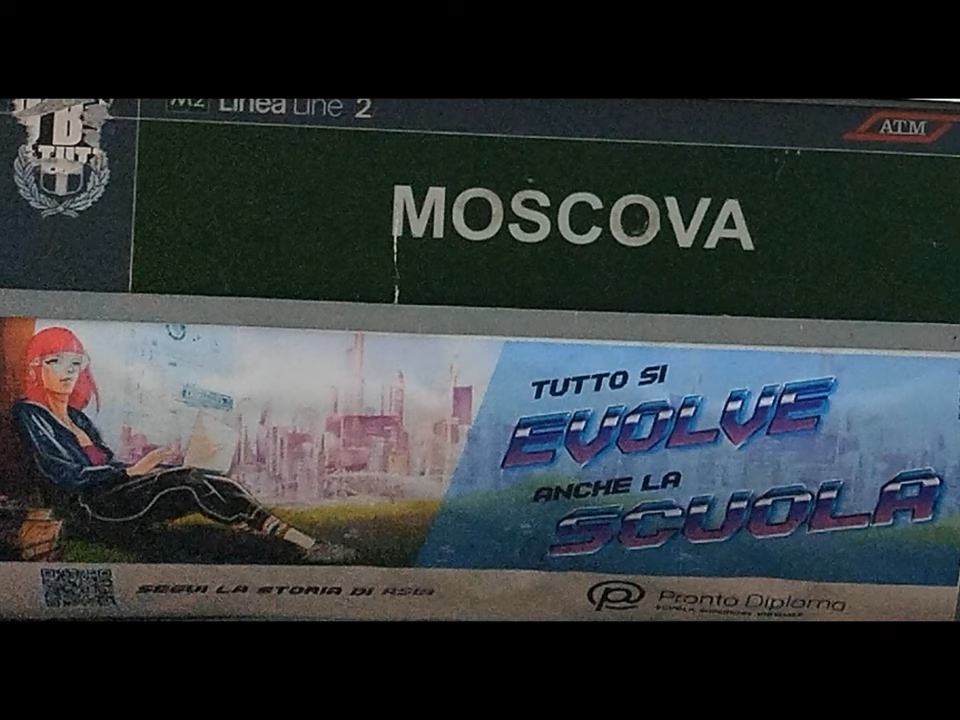 M2 Linea Line 2
ATM
MOSCOVA
TUTTO SI
EVOLVE
ANCHE LA
SCUOLA
SEGUI LA STORIA DI ASIA
Pronto Diploma